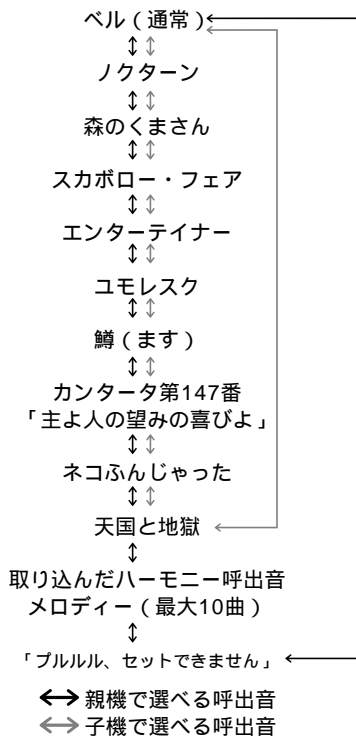 ベル（通常）
ノクターン
森のくまさん
スカボロー・フェア
エンターテイナー
ユモレスク
鱒（ます）
カンタータ第147番
「主よ人の望みの喜びよ」
ネコふんじゃった
天国と地獄
取り込んだハーモニー呼出音
メロディー（最大10曲）
「プルルル、セットできません」
親機で選べる呼出音
子機で選べる呼出音